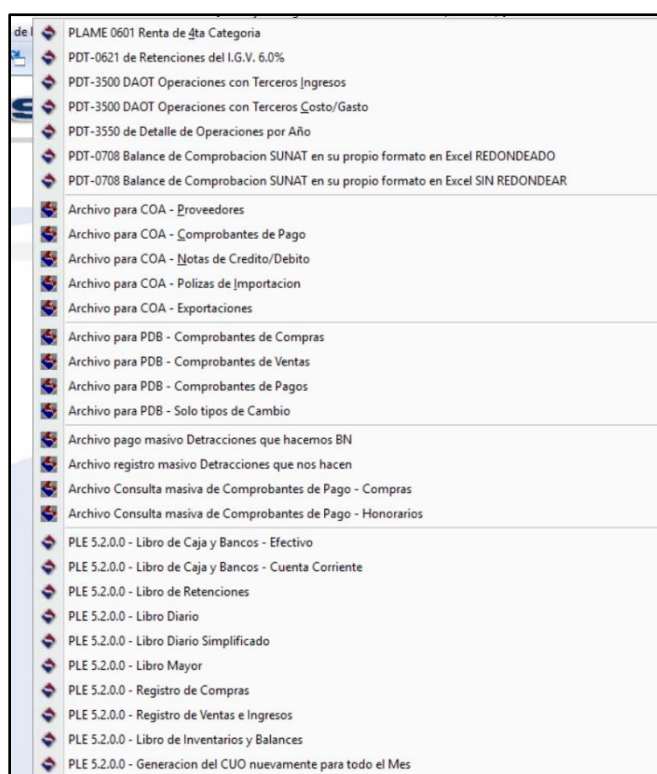 de l
PLAME 0601 Renta de 4ta Categoria
PDT-0621 de Retenciones del I.G.V. 6.0%
PDT-3500 DAOT Operaciones con Terceros Ingresos
PDT-3500 DAOT Operaciones con Terceros Costo/Gasto
PDT-3550 de Detalle de Operaciones por Año
PDT-0708 Balance de Comprobacion SUNAT en su propio formato en Excel REDONDEADO
PDT-0708 Balance de Comprobacion SUNAT en su propio formato en Excel SIN REDONDEAR
Archivo para COA - Proveedores
Archivo para COA - Comprobantes de Pago
Archivo para COA - Notas de Credito/Debito
Archivo para COA - Polizas de Importacion
Archivo para COA - Exportaciones
Archivo para PDB - Comprobantes de Compras
Archivo para PDB - Comprobantes de Ventas
Archivo para PDB - Comprobantes de Pagos
Archivo para PDB - Solo tipos de Cambio
Archivo pago masivo Detracciones que hacemos BN
Archivo registro masivo Detracciones que nos hacen
Archivo Consulta masiva de Comprobantes de Pago - Compras
Archivo Consulta masiva de Comprobantes de Pago - Honorarios
PLE 5.2.0.0 - Libro de Caja y Bancos - Efectivo
PLE 5.2.0.0 - Libro de Caja y Bancos - Cuenta Corriente
PLE 5.2.0.0 - Libro de Retenciones
PLE 5.2.0.0 - Libro Diario
PLE 5.2.0.0 - Libro Diario Simplificado
PLE 5.2.0.0 - Libro Mayor
PLE 5.2.0.0 - Registro de Compras
PLE 5.2.0.0 - Registro de Ventas e Ingresos
PLE 5.2.0.0 - Libro de Inventarios y Balances
PLE 5.2.0.0 - Generacion del CUO nuevamente para todo el Mes